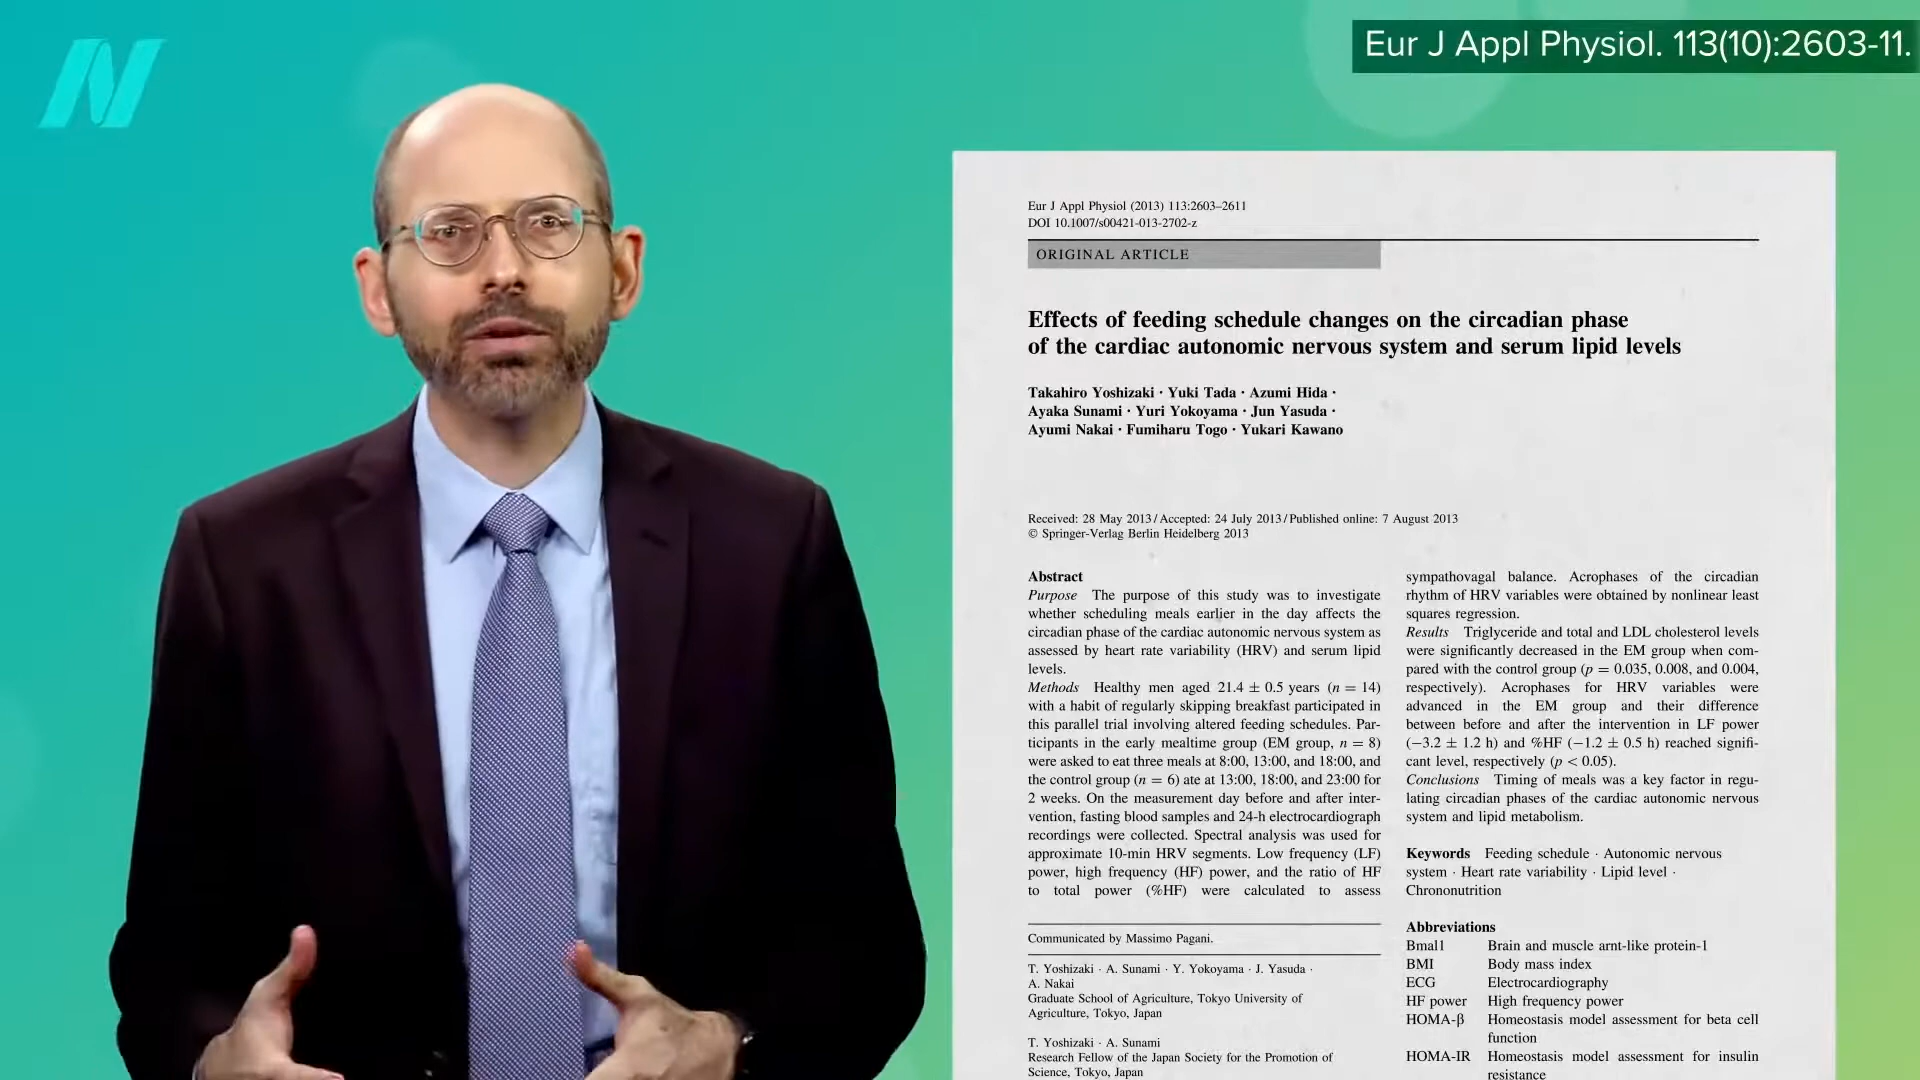 Eur J Appl Physiol. 113(10):2603-11.
Eur J Appl Physiol (2013) 113:2603–2611
DOI 10.1007/s00421-013-2702-z
ORIGINAL ARTICLE
Effects of feeding schedule changes on the circadian phase
of the cardiac autonomic nervous system and serum lipid levels
Takahiro Yoshizaki · Yuki Tada · Azumi Hida ·
Ayaka Sunami · Yuri Yokoyama · Jun Yasuda ·
Ayumi Nakai · Fumiharu Togo · Yukari Kawano
Received: 28 May 2013 / Accepted: 24 July 2013 / Published online: 7 August 2013
© Springer-Verlag Berlin Heidelberg 2013
Abstract
Purpose The purpose of this study was to investigate
whether scheduling meals earlier in the day affects the
circadian phase of the cardiac autonomic nervous system as
assessed by heart rate variability (HRV) and serum lipid
levels.
Methods Healthy men aged 21.4 ± 0.5 years (n = 14)
with a habit of regularly skipping breakfast participated in
this parallel trial involving altered feeding schedules. Par-
ticipants in the early mealtime group (EM group, n = 8)
were asked to eat three meals at 8:00, 13:00, and 18:00, and
the control group (n = 6) ate at 13:00, 18:00, and 23:00 for
2 weeks. On the measurement day before and after inter-
vention, fasting blood samples and 24-h electrocardiograph
recordings were collected. Spectral analysis was used for
approximate 10-min HRV segments. Low frequency (LF)
power, high frequency (HF) power, and the ratio of HF
to total power (%HF) were calculated to assess
Communicated by Massimo Pagani.
T. Yoshizaki · A. Sunami · Y. Yokoyama · J. Yasuda ·
A. Nakai
Graduate School of Agriculture, Tokyo University of
Agriculture, Tokyo, Japan
T. Yoshizaki · A. Sunami
Research Fellow of the Japan Society for the Promotion of
Science, Tokyo, Japan
sympathovagal balance. Acrophases of the circadian
rhythm of HRV variables were obtained by nonlinear least
squares regression.
Results Triglyceride and total and LDL cholesterol levels
were significantly decreased in the EM group when com-
pared with the control group (p = 0.035, 0.008, and 0.004,
respectively). Acrophases for HRV variables were
advanced in the EM group and their difference
between before and after the intervention in LF power
(−3.2 ± 1.2 h) and %HF (−1.2 ± 0.5 h) reached signifi-
cant level, respectively (p < 0.05).
Conclusions Timing of meals was a key factor in regu-
lating circadian phases of the cardiac autonomic nervous
system and lipid metabolism.
Keywords Feeding schedule · Autonomic nervous
system · Heart rate variability · Lipid level ·
Chrononutrition
Abbreviations
Bmal1 Brain and muscle arnt-like protein-1
BMI Body mass index
ECG Electrocardiography
HF power High frequency power
HOMA-β Homeostasis model assessment for beta cell
function
HOMA-IR Homeostasis model assessment for insulin
resistance